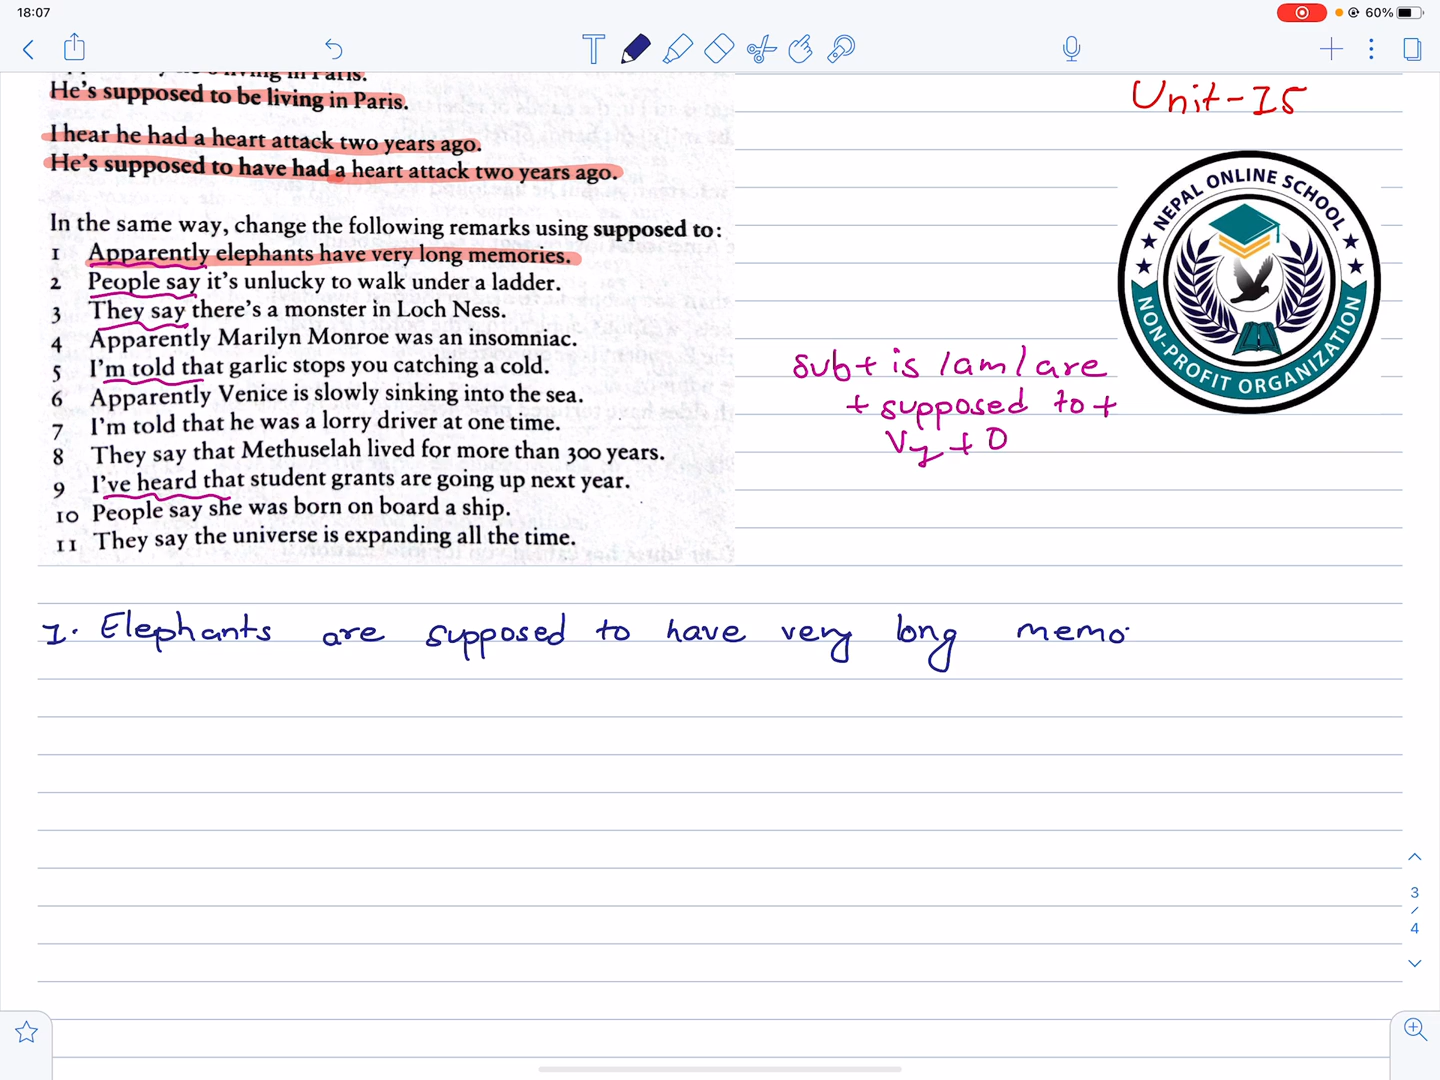 18:07
60%
He's supposed to be living in Paris.
I hear he had a heart attack two years ago.
He's supposed to have had a heart attack two years ago.
In the same way, change the following remarks using supposed to:
1 Apparently elephants have very long memories.
2 People say it's unlucky to walk under a ladder.
3 They say there's a monster in Loch Ness.
4 Apparently Marilyn Monroe was an insomniac.
5 I'm told that garlic stops you catching a cold.
6 Apparently Venice is slowly sinking into the sea.
7 I'm told that he was a lorry driver at one time.
8 They say that Methuselah lived for more than 300 years.
9 I've heard that student grants are going up next year.
10 People say she was born on board a ship.
11 They say the universe is expanding all the time.
Unit-15
NEPAL ONLINE SCHOOL
NON-PROFIT ORGANIZATION
sub+ is /am/ are
+ supposed to +
V1 + O
1. Elephants are supposed to have very long memo
3
/
4